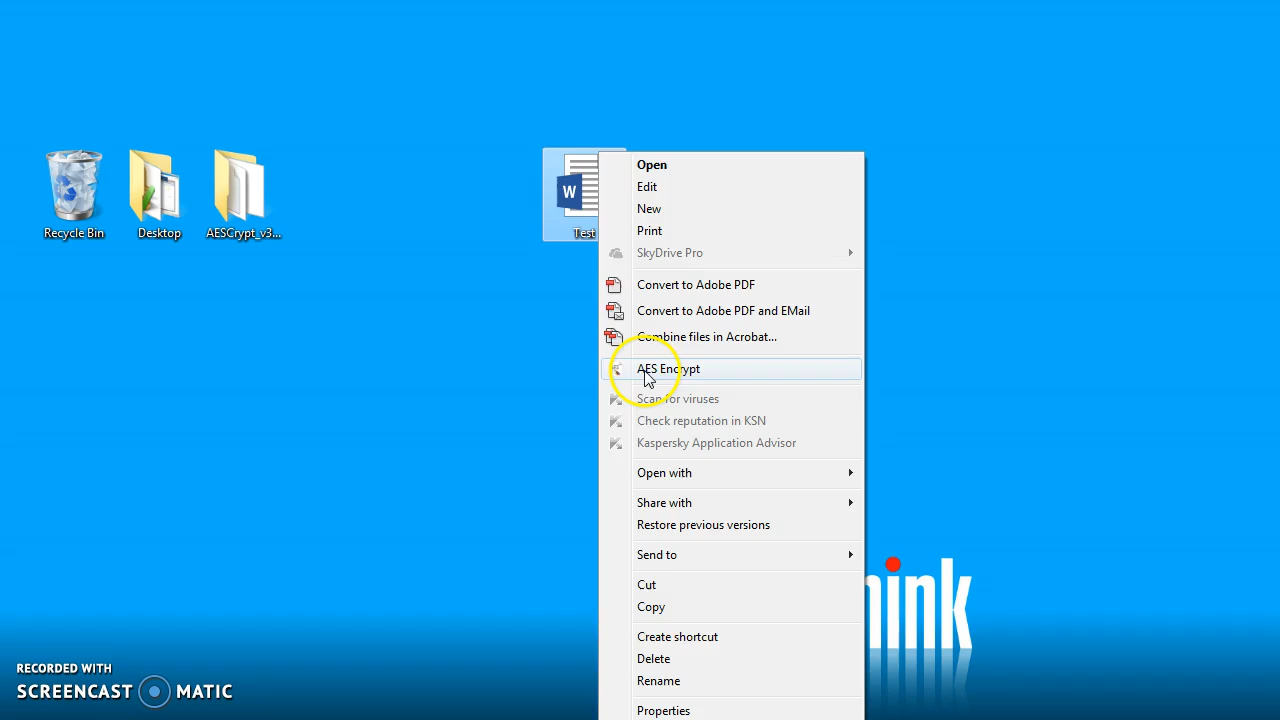 Recycle Bin
Desktop
AESCrypt_v3...
W
Test
Open
Edit
New
Print
SkyDrive Pro
Convert to Adobe PDF
Convert to Adobe PDF and EMail
Combine files in Acrobat...
AES Encrypt
Scan for viruses
Check reputation in KSN
Kaspersky Application Advisor
Open with
Share with
Restore previous versions
Send to
Cut
Copy
Create shortcut
Delete
Rename
Properties
ink
RECORDED WITH
SCREENCAST MATIC